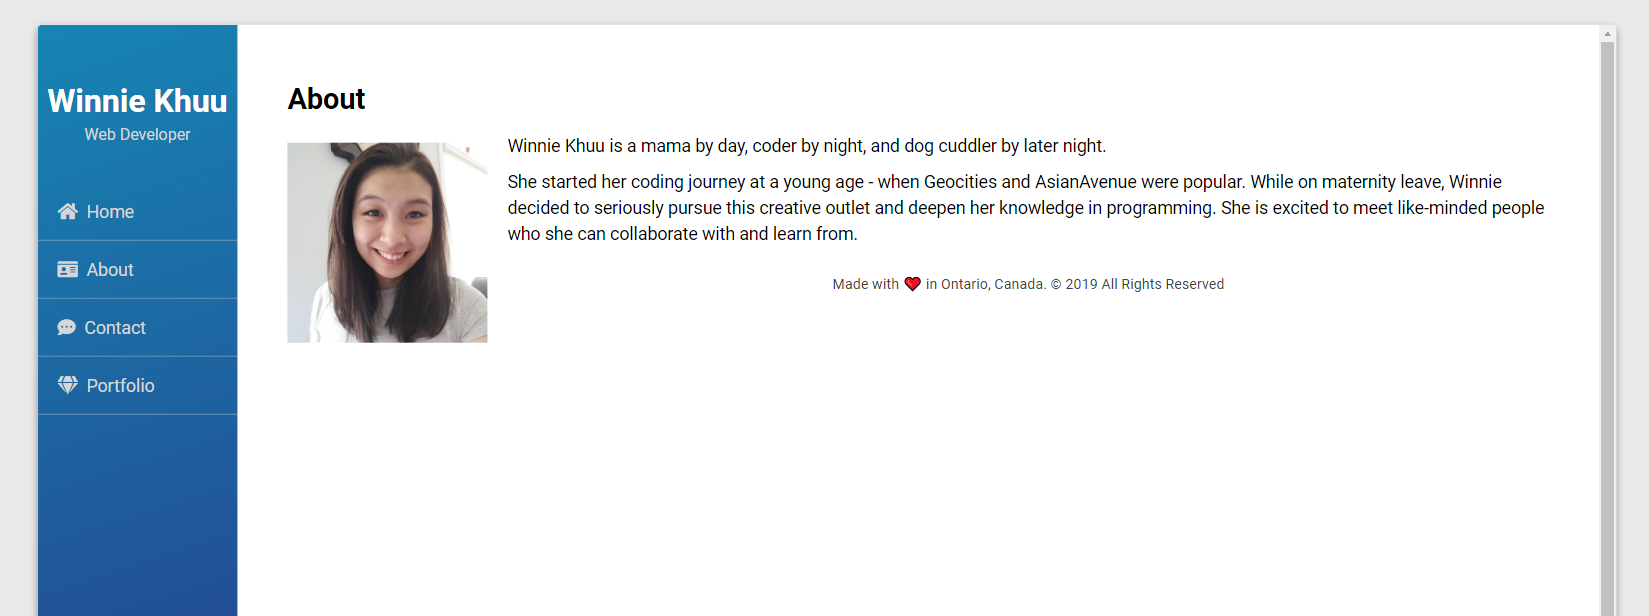 Winnie Khuu
Web Developer
Home
About
Contact
Portfolio
About
Winnie Khuu is a mama by day, coder by night, and dog cuddler by later night.
She started her coding journey at a young age - when Geocities and AsianAvenue were popular. While on maternity leave, Winnie
decided to seriously pursue this creative outlet and deepen her knowledge in programming. She is excited to meet like-minded people
who she can collaborate with and learn from.
Made with ❤️ in Ontario, Canada. © 2019 All Rights Reserved